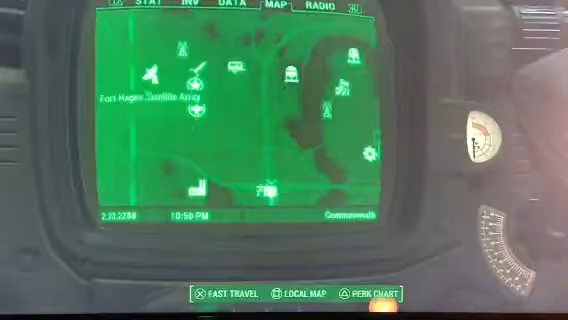 STAT INV DATA MAP RADIO
Fort Hagen Satellite Array
2.23.2288 10:50 PM Commonwealth
FAST TRAVEL LOCAL MAP PERK CHART